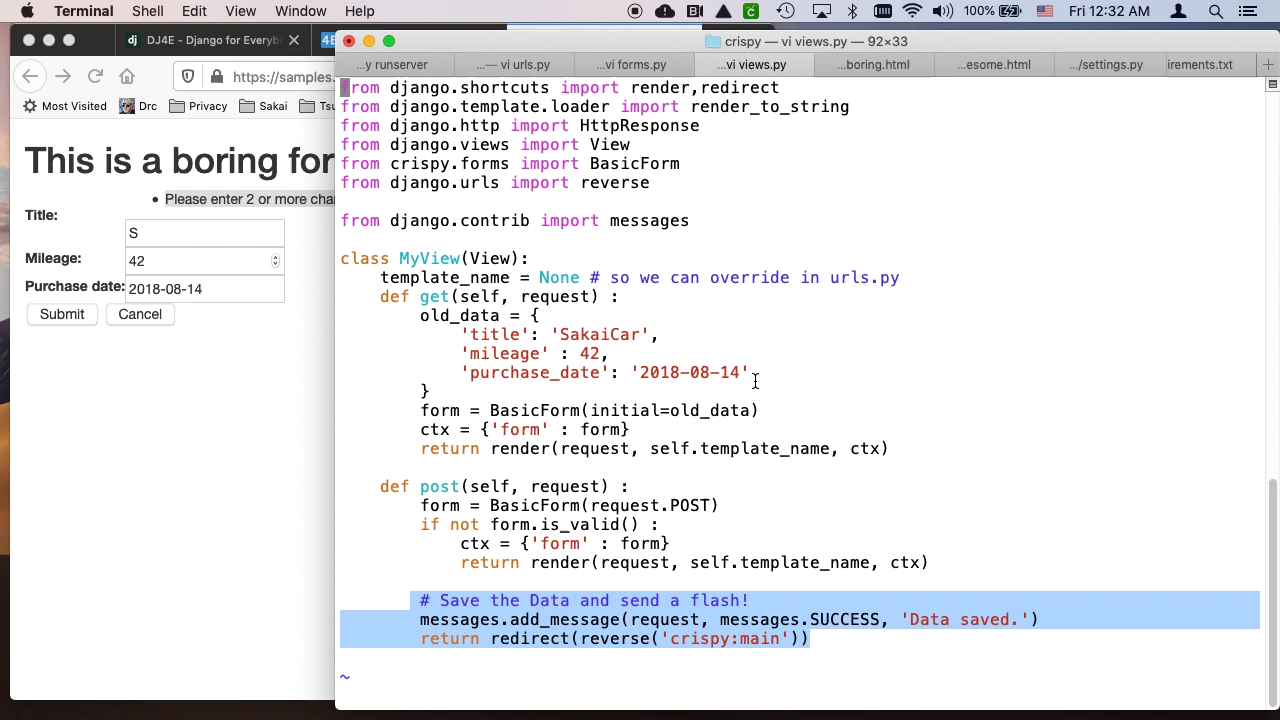 Terminal Shell Edit View Window Help
100% Fri 12:32 AM
DJ4E - Django for Everyb
crispy — vi views.py — 92×33
...y runserver ...— vi urls.py ...vi forms.py ...vi views.py ...boring.html ...esome.html .../settings.py irements.txt
https://samples.
Most Visited Drc Privacy Sakai Tsu
This is a boring for
Please enter 2 or more char
Title:
S
Mileage:
42
Purchase date:
2018-08-14
Submit Cancel
from django.shortcuts import render,redirect
from django.template.loader import render_to_string
from django.http import HttpResponse
from django.views import View
from crispy.forms import BasicForm
from django.urls import reverse
from django.contrib import messages
class MyView(View):
template_name = None # so we can override in urls.py
def get(self, request) :
old_data = {
'title': 'SakaiCar',
'mileage' : 42,
'purchase_date': '2018-08-14'
}
form = BasicForm(initial=old_data)
ctx = {'form' : form}
return render(request, self.template_name, ctx)
def post(self, request) :
form = BasicForm(request.POST)
if not form.is_valid() :
ctx = {'form' : form}
return render(request, self.template_name, ctx)
# Save the Data and send a flash!
messages.add_message(request, messages.SUCCESS, 'Data saved.')
return redirect(reverse('crispy:main'))
~